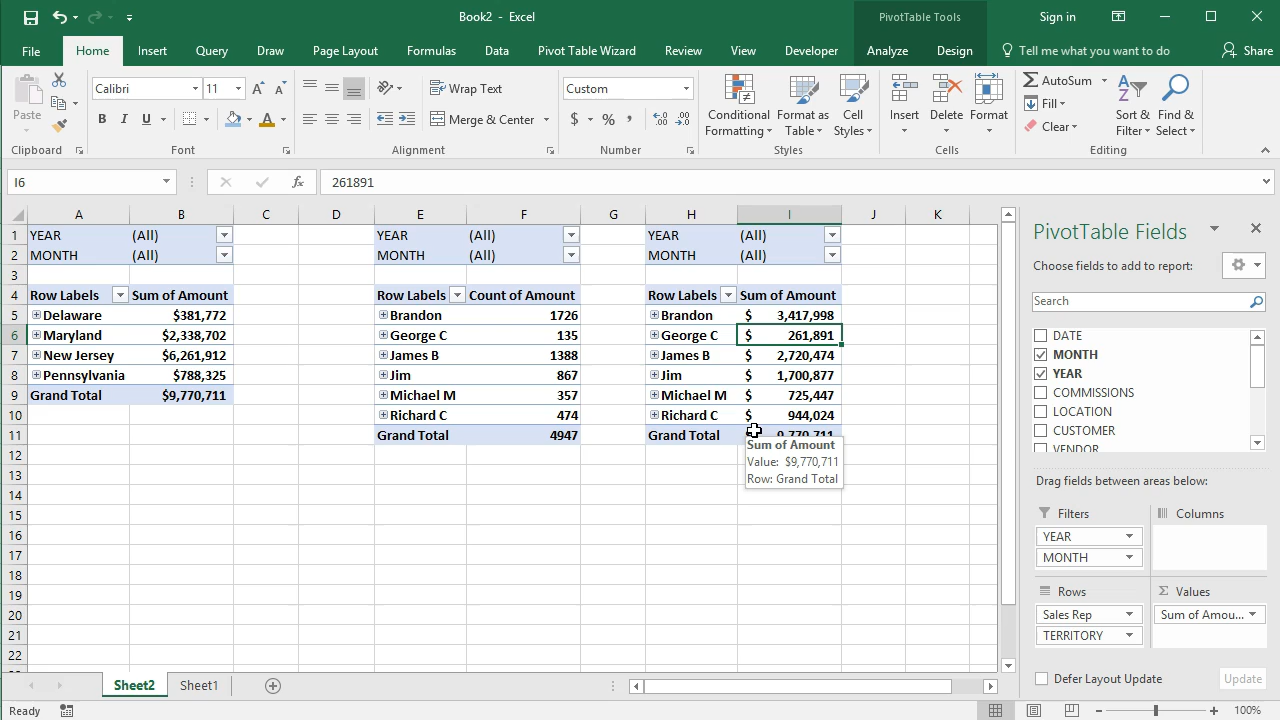 Book2 - Excel
PivotTable Tools
Sign in
File Home Insert Query Draw Page Layout Formulas Data Pivot Table Wizard Review View Developer Analyze Design Tell me what you want to do Share
Paste
Calibri 11
B I U
Wrap Text
Merge & Center
Custom
$ % ,
Conditional Formatting
Format as Table
Cell Styles
Insert Delete Format
AutoSum
Fill
Clear
Sort & Filter
Find & Select
Clipboard Font Alignment Number Styles Cells Editing
I6 fx 261891
A B C D E F G H I J K
1 YEAR (All) YEAR (All) YEAR (All)
2 MONTH (All) MONTH (All) MONTH (All)
3
4 Row Labels Sum of Amount Row Labels Count of Amount Row Labels Sum of Amount
5 Delaware $381,772 Brandon 1726 Brandon $ 3,417,998
6 Maryland $2,338,702 George C 135 George C $ 261,891
7 New Jersey $6,261,912 James B 1388 James B $ 2,720,474
8 Pennsylvania $788,325 Jim 867 Jim $ 1,700,877
9 Grand Total $9,770,711 Michael M 357 Michael M $ 725,447
10 Richard C 474 Richard C $ 944,024
11 Grand Total 4947 Grand Total 9,770,711
Sum of Amount
Value: $9,770,711
Row: Grand Total
12
13
14
15
16
17
18
19
20
21
22
PivotTable Fields
Choose fields to add to report:
Search
DATE
MONTH
YEAR
COMMISSIONS
LOCATION
CUSTOMER
VENDOR
Drag fields between areas below:
Filters Columns
YEAR
MONTH
Rows Values
Sales Rep Sum of Amou...
TERRITORY
Defer Layout Update Update
Sheet2 Sheet1
Ready
100%